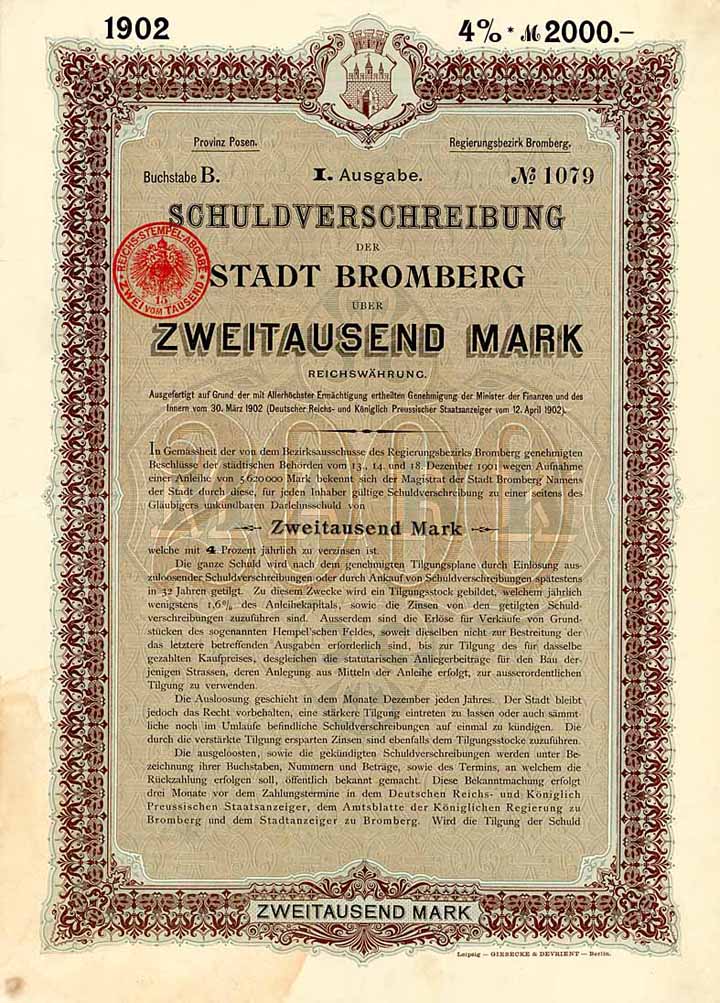 1902
4% * M 2000.-
Provinz Posen.
Regierungsbezirk Bromberg.
Buchstabe B.
I. Ausgabe.
№ 1079
SCHULDVERSCHREIBUNG
DER
STADT BROMBERG
ÜBER
ZWEITAUSEND MARK
REICHSWÄHRUNG.
REICHS-STEMPEL-ABGABE
15
ZWEI VOM TAUSEND
Ausgefertigt auf Grund der mit Allerhöchster Ermächtigung ertheilten Genehmigung der Minister der Finanzen und des
Innern vom 30. März 1902 (Deutscher Reichs- und Königlich Preussischer Staatsanzeiger vom 12. April 1902).
2000
In Gemässheit der von dem Bezirksausschusse des Regierungsbezirks Bromberg genehmigten
Beschlüsse der städtischen Behörden vom 13., 14. und 18. Dezember 1901 wegen Aufnahme
einer Anleihe von 5 620 000 Mark bekennt sich der Magistrat der Stadt Bromberg Namens
der Stadt durch diese, für jeden Inhaber gültige Schuldverschreibung zu einer seitens des
Gläubigers unkündbaren Darlehnsschuld von
Zweitausend Mark
welche mit 4 Prozent jährlich zu verzinsen ist.
Die ganze Schuld wird nach dem genehmigten Tilgungsplane durch Einlösung aus-
zuloosender Schuldverschreibungen oder durch Ankauf von Schuldverschreibungen spätestens
in 32 Jahren getilgt. Zu diesem Zwecke wird ein Tilgungsstock gebildet, welchem jährlich
wenigstens 1,6% des Anleihekapitals, sowie die Zinsen von den getilgten Schuld-
verschreibungen zuzuführen sind. Ausserdem sind die Erlöse für Verkäufe von Grund-
stücken des sogenannten Hempel'schen Feldes, soweit dieselben nicht zur Bestreitung der
das letztere betreffenden Ausgaben erforderlich sind, bis zur Tilgung des für dasselbe
gezahlten Kaufpreises, desgleichen die statutarischen Anliegerbeiträge für den Bau der-
jenigen Strassen, deren Anlegung aus Mitteln der Anleihe erfolgt, zur ausserordentlichen
Tilgung zu verwenden.
Die Ausloosung geschieht in dem Monate Dezember jeden Jahres. Der Stadt bleibt
jedoch das Recht vorbehalten, eine stärkere Tilgung eintreten zu lassen oder auch sämmt-
liche noch im Umlaufe befindliche Schuldverschreibungen auf einmal zu kündigen. Die
durch die verstärkte Tilgung ersparten Zinsen sind ebenfalls dem Tilgungsstocke zuzuführen.
Die ausgeloosten, sowie die gekündigten Schuldverschreibungen werden unter Be-
zeichnung ihrer Buchstaben, Nummern und Beträge, sowie des Termins, an welchem die
Rückzahlung erfolgen soll, öffentlich bekannt gemacht. Diese Bekanntmachung erfolgt
drei Monate vor dem Zahlungstermine in dem Deutschen Reichs- und Königlich
Preussischen Staatsanzeiger, dem Amtsblatte der Königlichen Regierung zu
Bromberg und dem Stadtanzeiger zu Bromberg. Wird die Tilgung der Schuld
ZWEITAUSEND MARK
Leipzig — GIESECKE & DEVRIENT — Berlin.